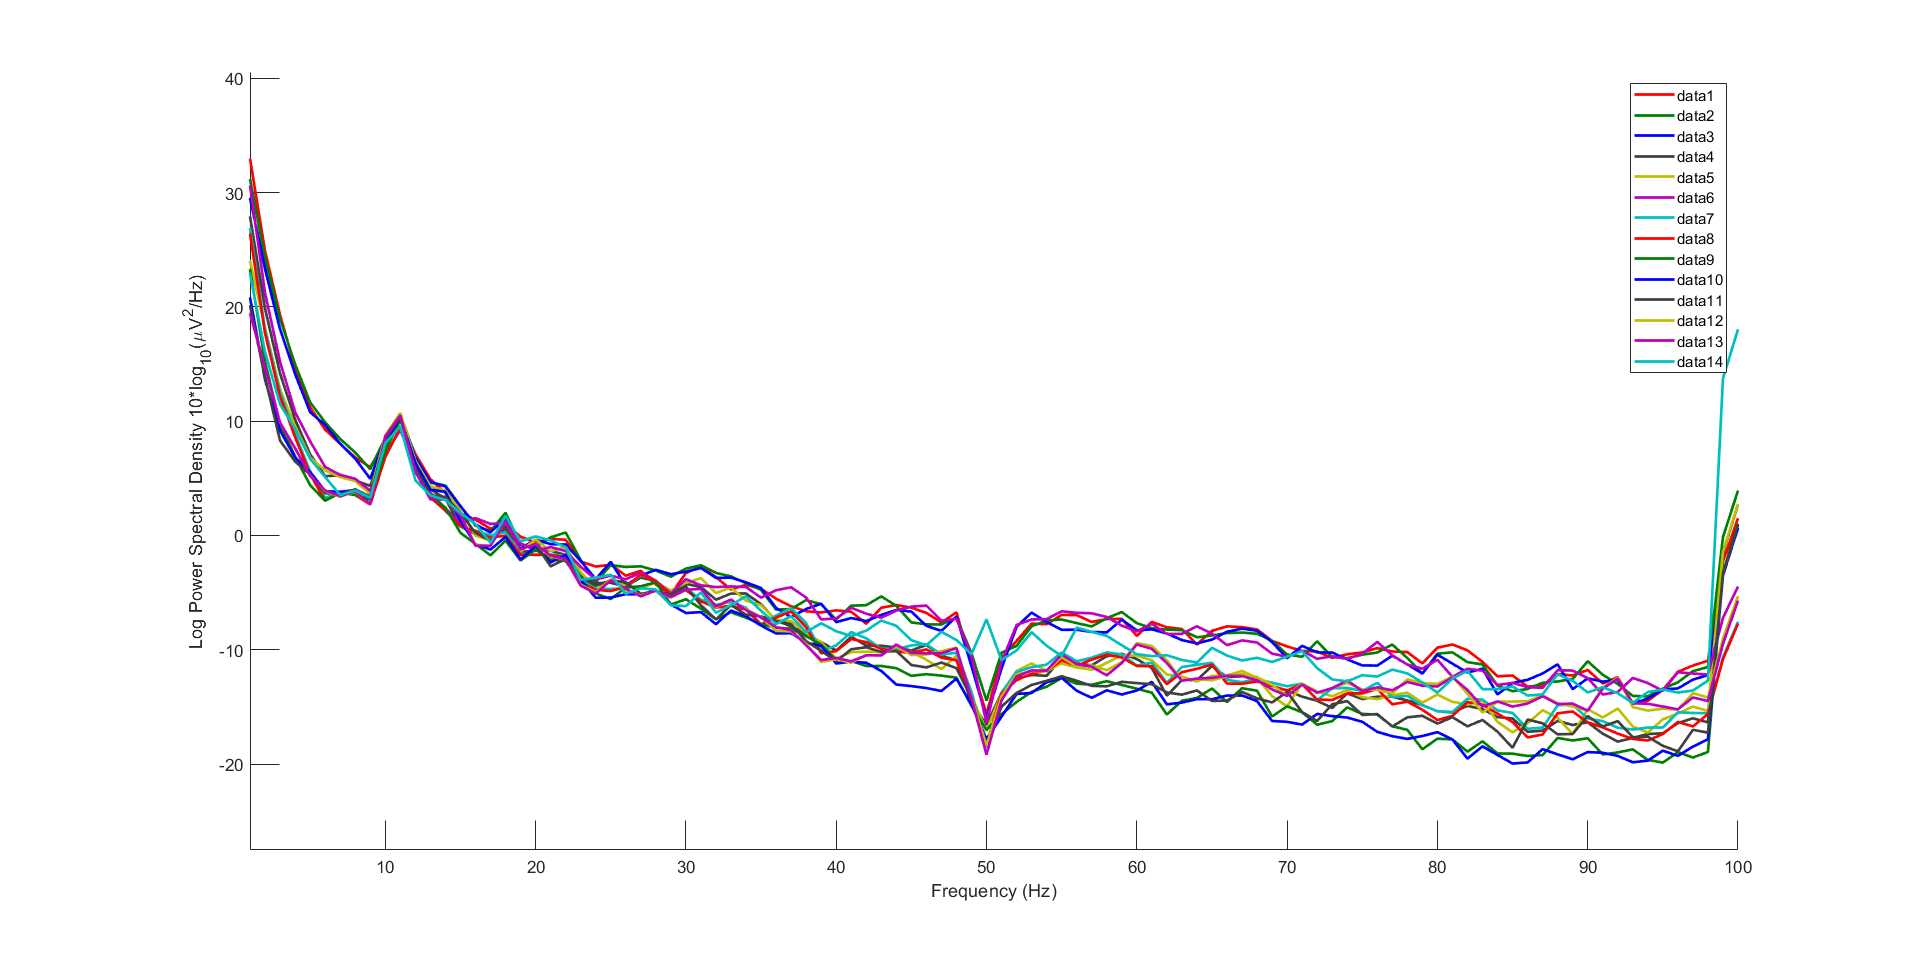 40
30
20
10
0
-10
-20
Log Power Spectral Density 10*log10(μV2/Hz)
10 20 30 40 50 60 70 80 90 100
Frequency (Hz)
data1
data2
data3
data4
data5
data6
data7
data8
data9
data10
data11
data12
data13
data14